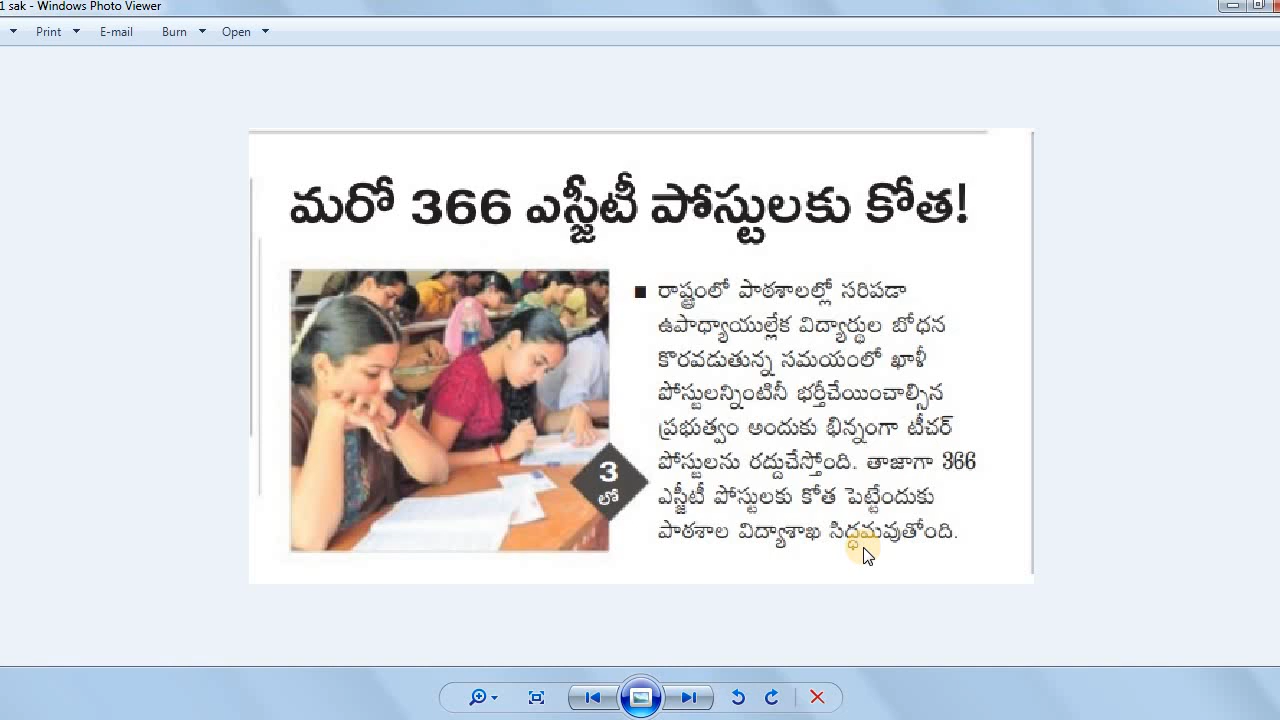 1 sak - Windows Photo Viewer
Print E-mail Burn Open
మరో 366 ఎస్జీటీ పోస్టులకు కోత!
■ రాష్ట్రంలో పాఠశాలల్లో సరిపడా
ఉపాధ్యాయుల్లేక విద్యార్థుల బోధన
కొరవడుతున్న సమయంలో ఖాళీ
పోస్టులన్నింటినీ భర్తీచేయించాల్సిన
ప్రభుత్వం అందుకు భిన్నంగా టీచర్
పోస్టులను రద్దుచేస్తోంది. తాజాగా 366
ఎస్జీటీ పోస్టులకు కోత పెట్టేందుకు
పాఠశాల విద్యాశాఖ సిద్ధమవుతోంది.
3
లో